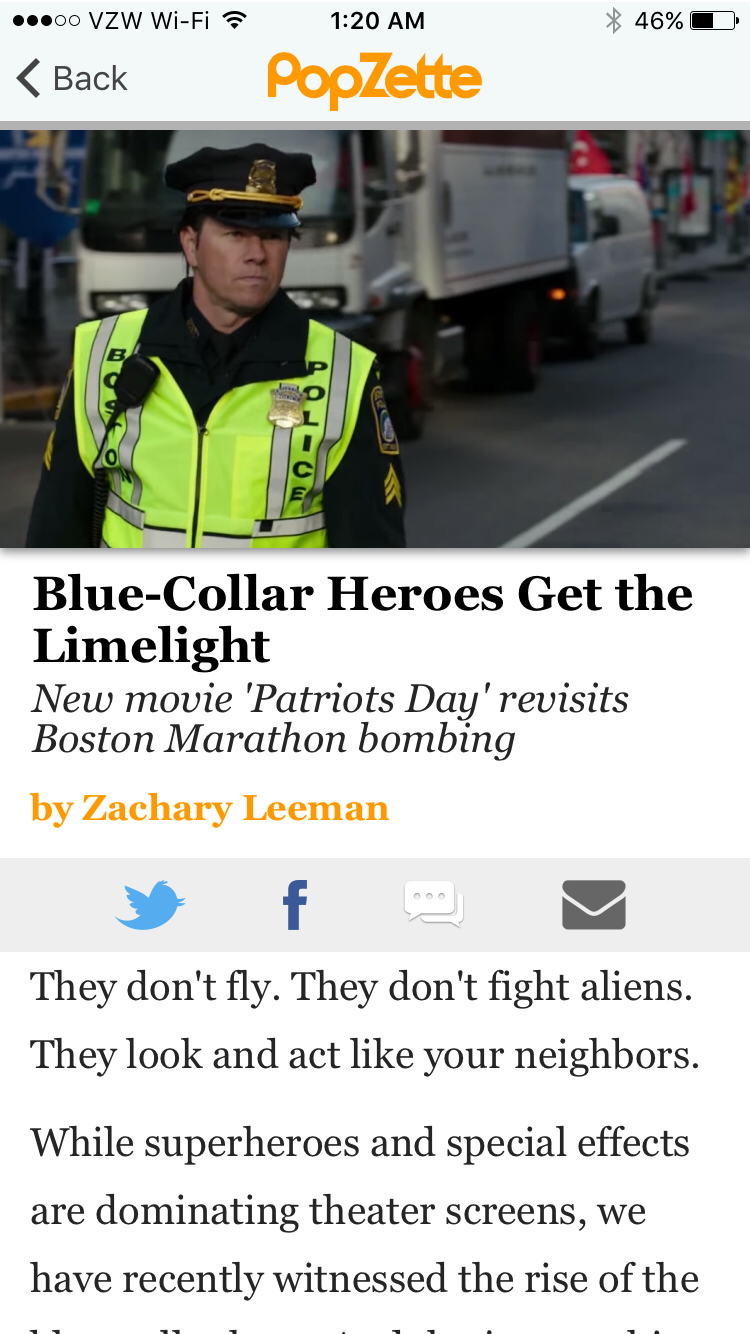 VZW Wi-Fi 1:20 AM 46%
Back PopZette
BOSTON POLICE
Blue-Collar Heroes Get the
Limelight
New movie 'Patriots Day' revisits
Boston Marathon bombing
by Zachary Leeman
They don't fly. They don't fight aliens.
They look and act like your neighbors.
While superheroes and special effects
are dominating theater screens, we
have recently witnessed the rise of the